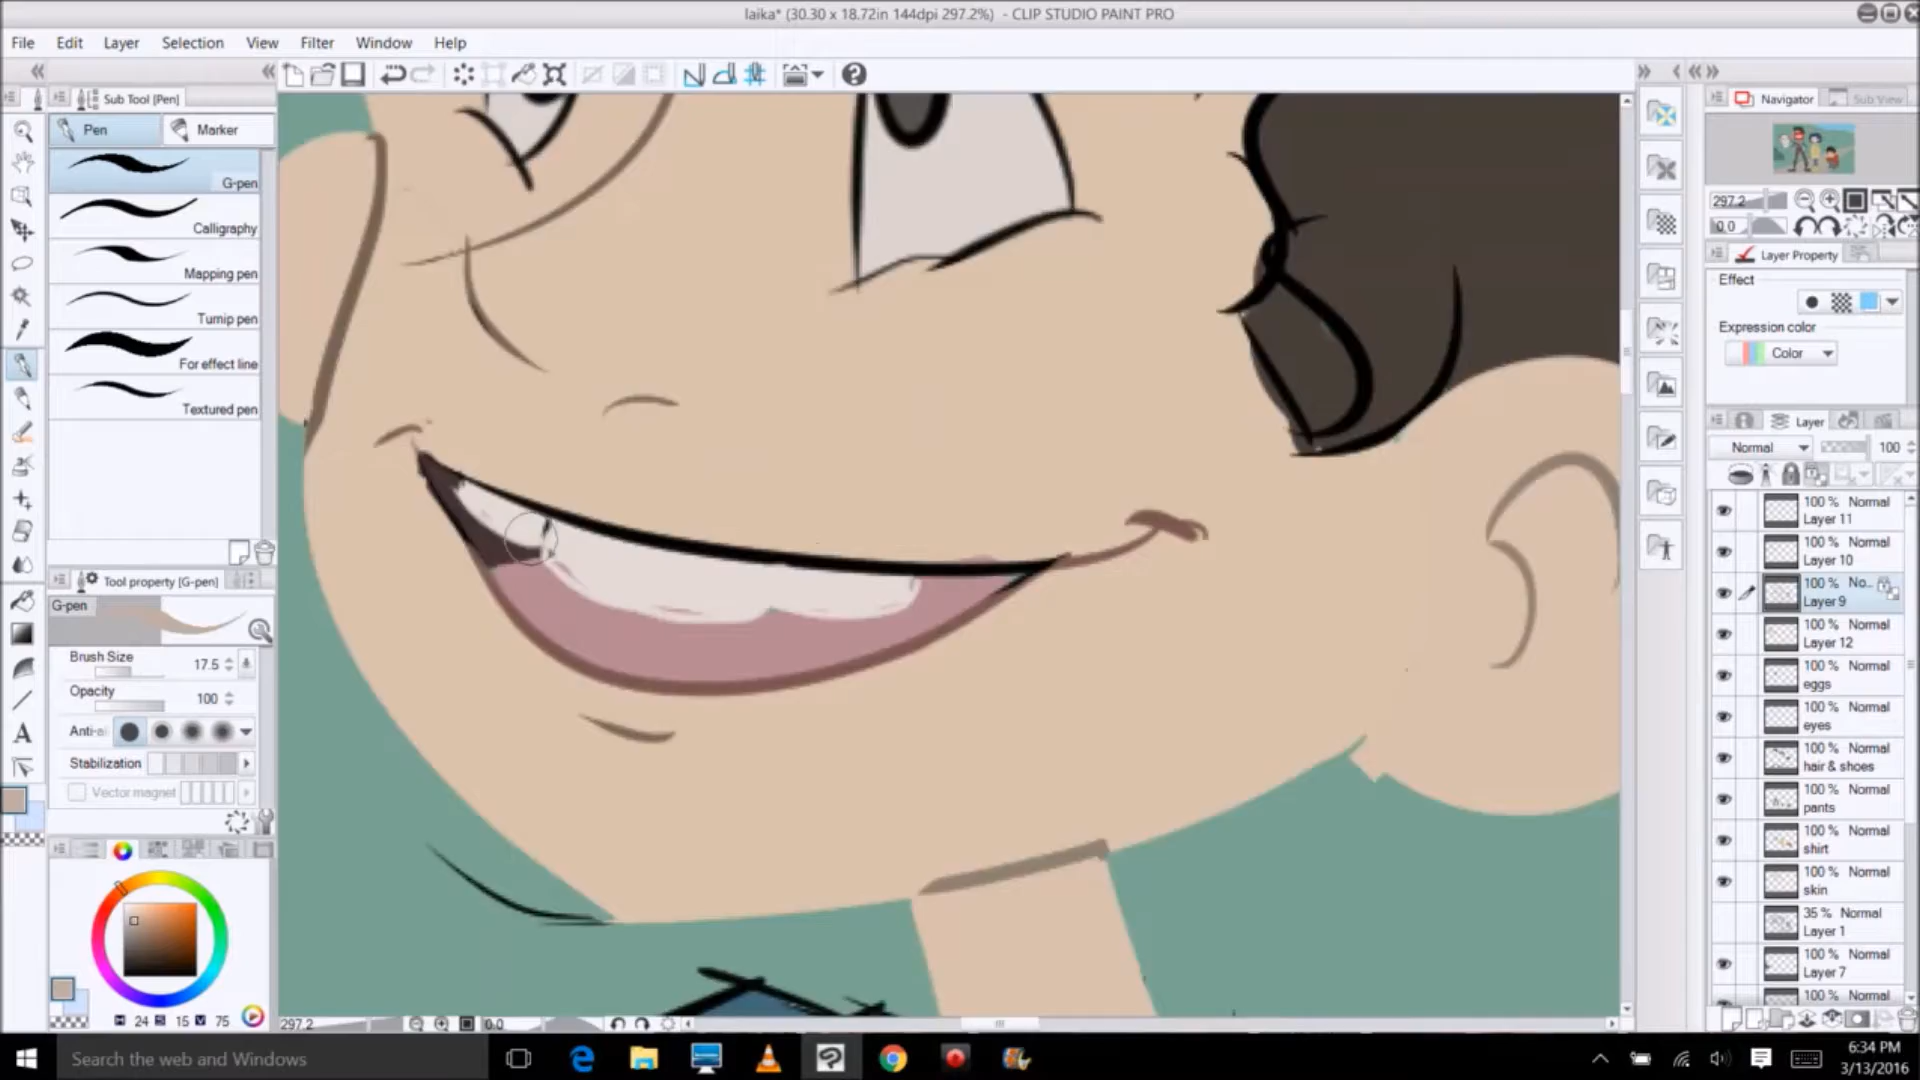 laika* (30.30 x 18.72in 144dpi 297.2%) - CLIP STUDIO PAINT PRO
File Edit Layer Selection View Filter Window Help
Sub Tool [Pen]
Pen Marker
G-pen
Calligraphy
Mapping pen
Turnip pen
For effect line
Textured pen
Tool property [G-pen]
G-pen
Brush Size 17.5
Opacity 100
Anti-al
Stabilization
Vector magnet
24 15 75
297.2 0.0
Navigator Sub View
297.2
0.0
Layer Property
Effect
Expression color
Color
Layer
Normal 100
100 % Normal
Layer 11
100 % Normal
Layer 10
100 % No...
Layer 9
100 % Normal
Layer 12
100 % Normal
eggs
100 % Normal
eyes
100 % Normal
hair & shoes
100 % Normal
pants
100 % Normal
shirt
100 % Normal
skin
35 % Normal
Layer 1
100 % Normal
Layer 7
100 % Normal
Search the web and Windows
6:34 PM
3/13/2016